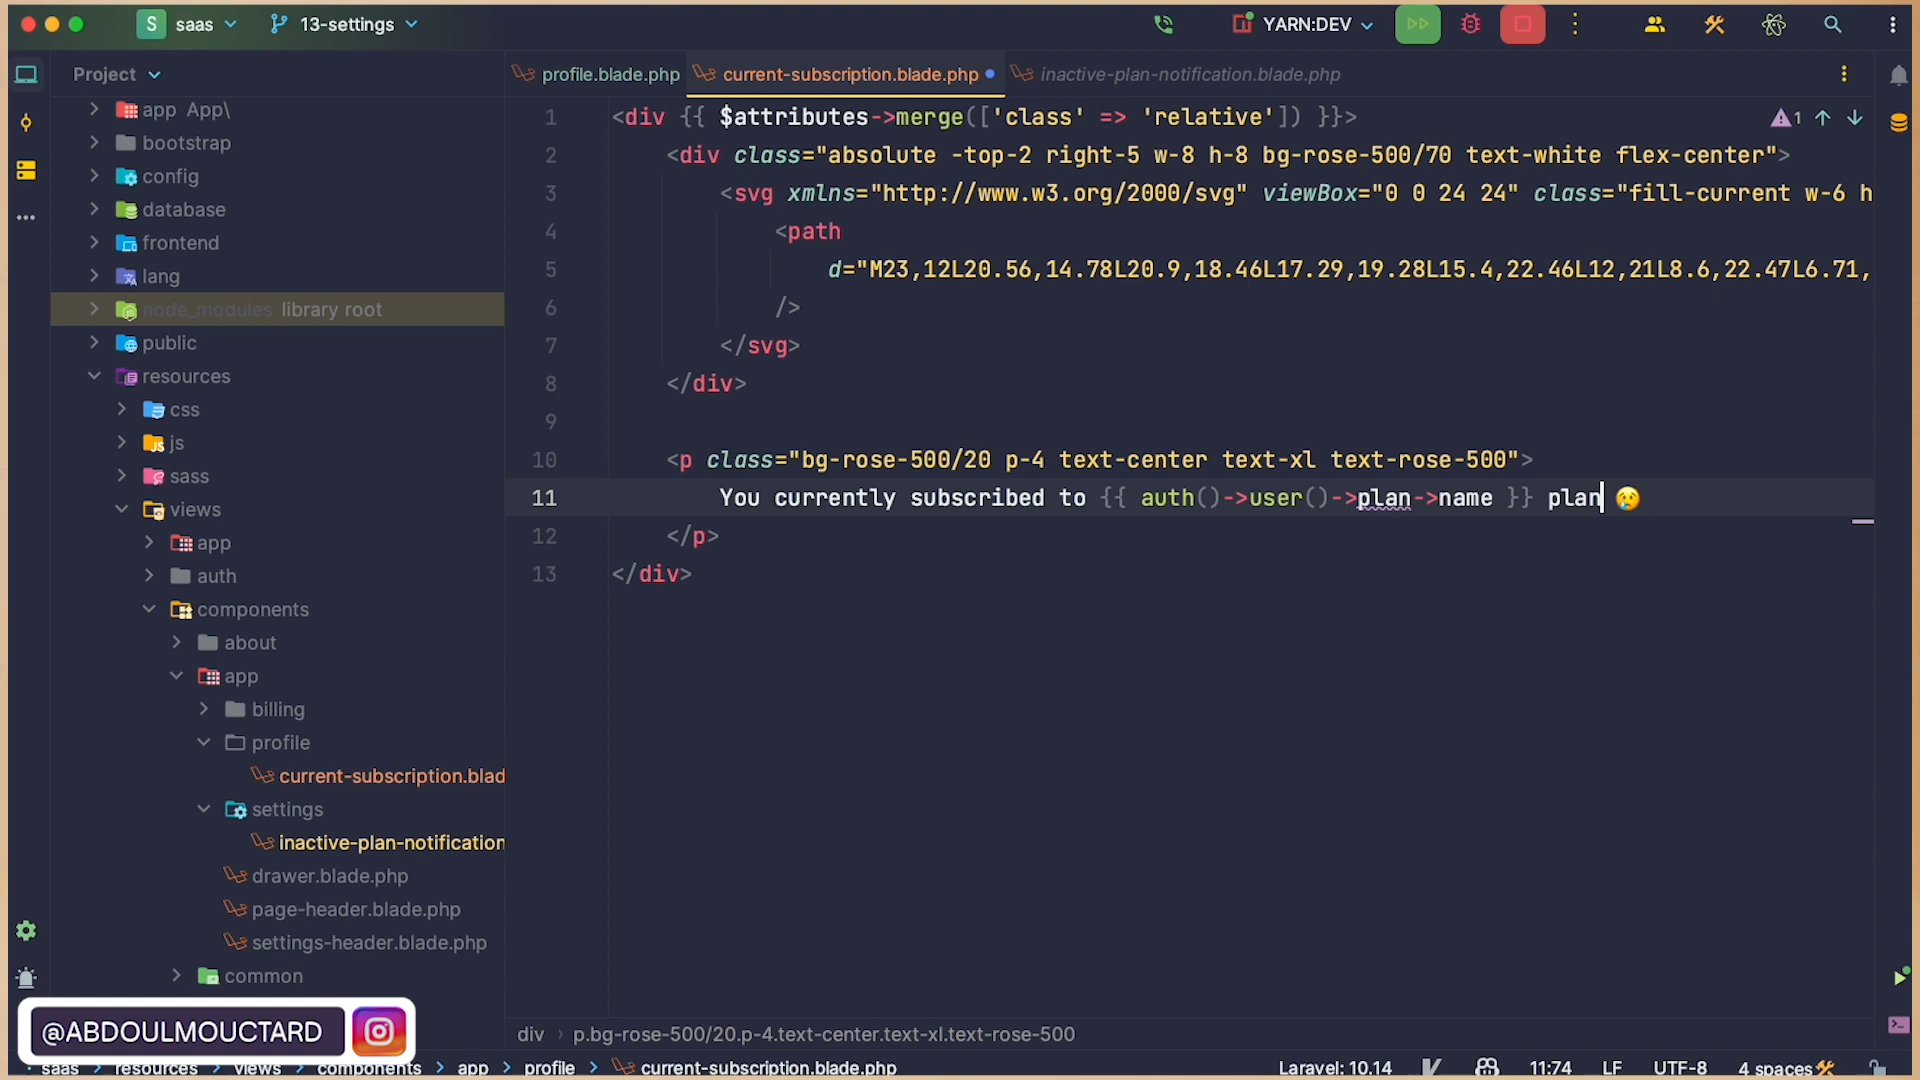 S saas 13-settings YARN:DEV
Project
profile.blade.php current-subscription.blade.php inactive-plan-notification.blade.php
app App\
bootstrap
config
database
frontend
lang
node_modules library root
public
resources
css
js
sass
views
app
auth
components
about
app
billing
profile
current-subscription.blad
settings
inactive-plan-notification
drawer.blade.php
page-header.blade.php
settings-header.blade.php
common
1 <div {{ $attributes->merge(['class' => 'relative']) }}>
2 <div class="absolute -top-2 right-5 w-8 h-8 bg-rose-500/70 text-white flex-center">
3 <svg xmlns="http://www.w3.org/2000/svg" viewBox="0 0 24 24" class="fill-current w-6 h
4 <path
5 d="M23,12L20.56,14.78L20.9,18.46L17.29,19.28L15.4,22.46L12,21L8.6,22.47L6.71,
6 />
7 </svg>
8 </div>
9
10 <p class="bg-rose-500/20 p-4 text-center text-xl text-rose-500">
11 You currently subscribed to {{ auth()->user()->plan->name }} plan 😢
12 </p>
13 </div>
1
@ABDOULMOUCTARD
div › p.bg-rose-500/20.p-4.text-center.text-xl.text-rose-500
saas › resources › views › components › app › profile › current-subscription.blade.php
Laravel: 10.14 11:74 LF UTF-8 4 spaces